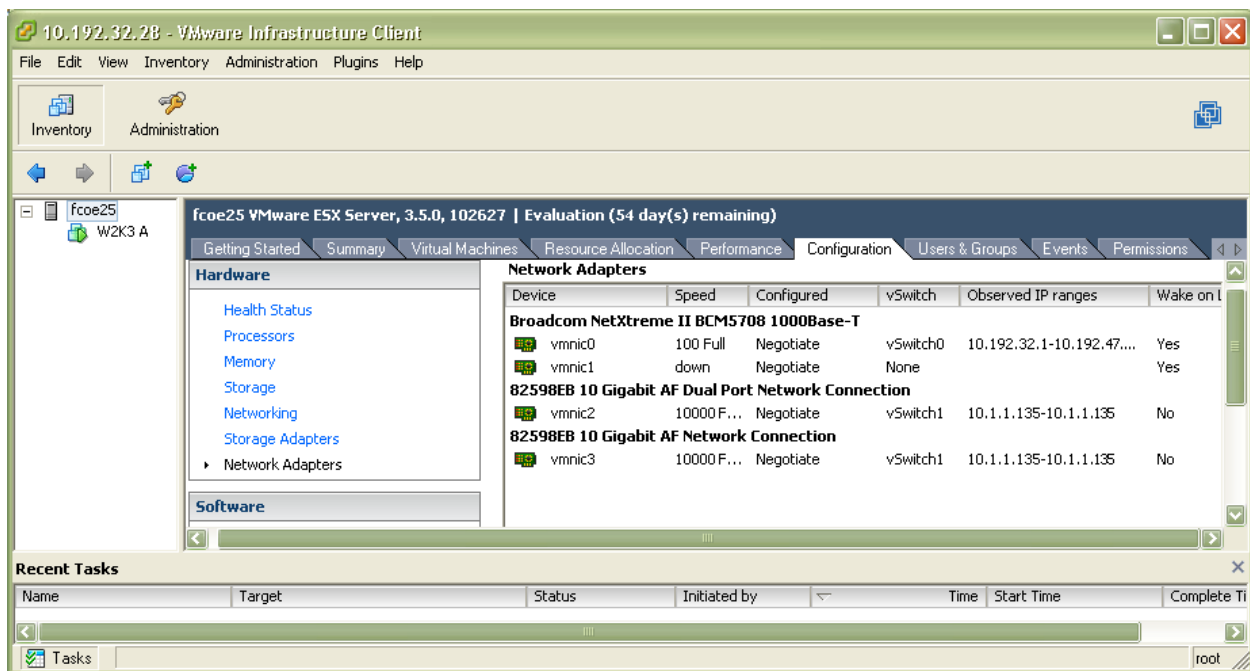 10.192.32.28 - VMware Infrastructure Client
File Edit View Inventory Administration Plugins Help
Inventory Administration
fcoe25
W2K3 A
fcoe25 VMware ESX Server, 3.5.0, 102627 | Evaluation (54 day(s) remaining)
Getting Started Summary Virtual Machines Resource Allocation Performance Configuration Users & Groups Events Permissions
Hardware
Health Status
Processors
Memory
Storage
Networking
Storage Adapters
Network Adapters
Software
Network Adapters
Device Speed Configured vSwitch Observed IP ranges Wake on L
Broadcom NetXtreme II BCM5708 1000Base-T
vmnic0 100 Full Negotiate vSwitch0 10.192.32.1-10.192.47.... Yes
vmnic1 down Negotiate None Yes
82598EB 10 Gigabit AF Dual Port Network Connection
vmnic2 10000 F... Negotiate vSwitch1 10.1.1.135-10.1.1.135 No
82598EB 10 Gigabit AF Network Connection
vmnic3 10000 F... Negotiate vSwitch1 10.1.1.135-10.1.1.135 No
Recent Tasks
Name Target Status Initiated by Time Start Time Complete Ti
Tasks root